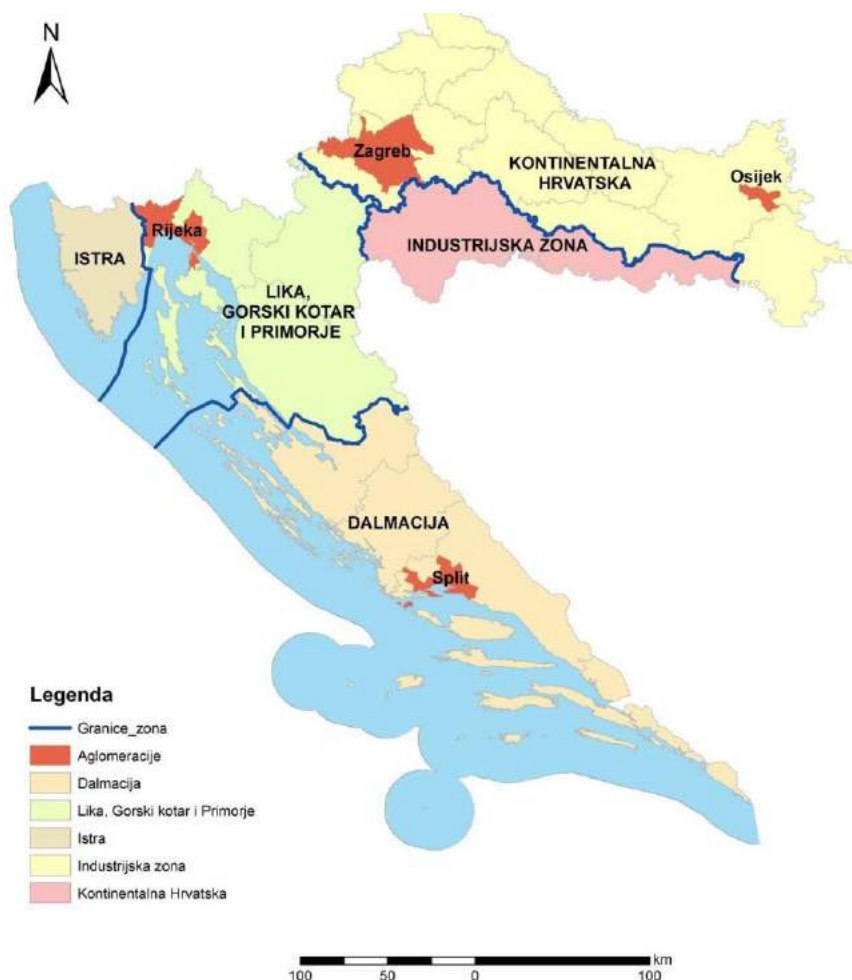 N
Zagreb
KONTINENTALNA
HRVATSKA
Osijek
Rijeka
ISTRA
INDUSTRIJSKA ZONA
LIKA,
GORSKI KOTAR
I PRIMORJE
DALMACIJA
Split
Legenda
Granice_zona
Aglomeracije
Dalmacija
Lika, Gorski kotar i Primorje
Istra
Industrijska zona
Kontinentalna Hrvatska
km
100 50 0 100